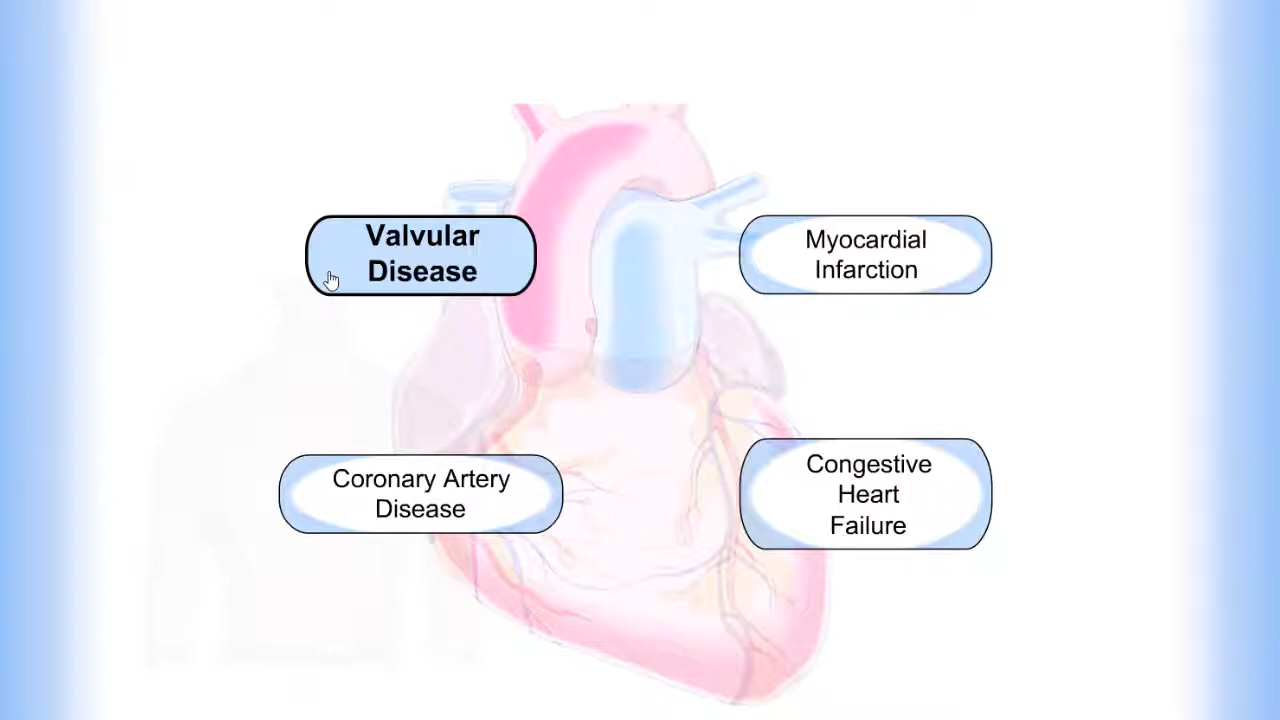 Valvular
Disease
Myocardial
Infarction
Coronary Artery
Disease
Congestive
Heart
Failure